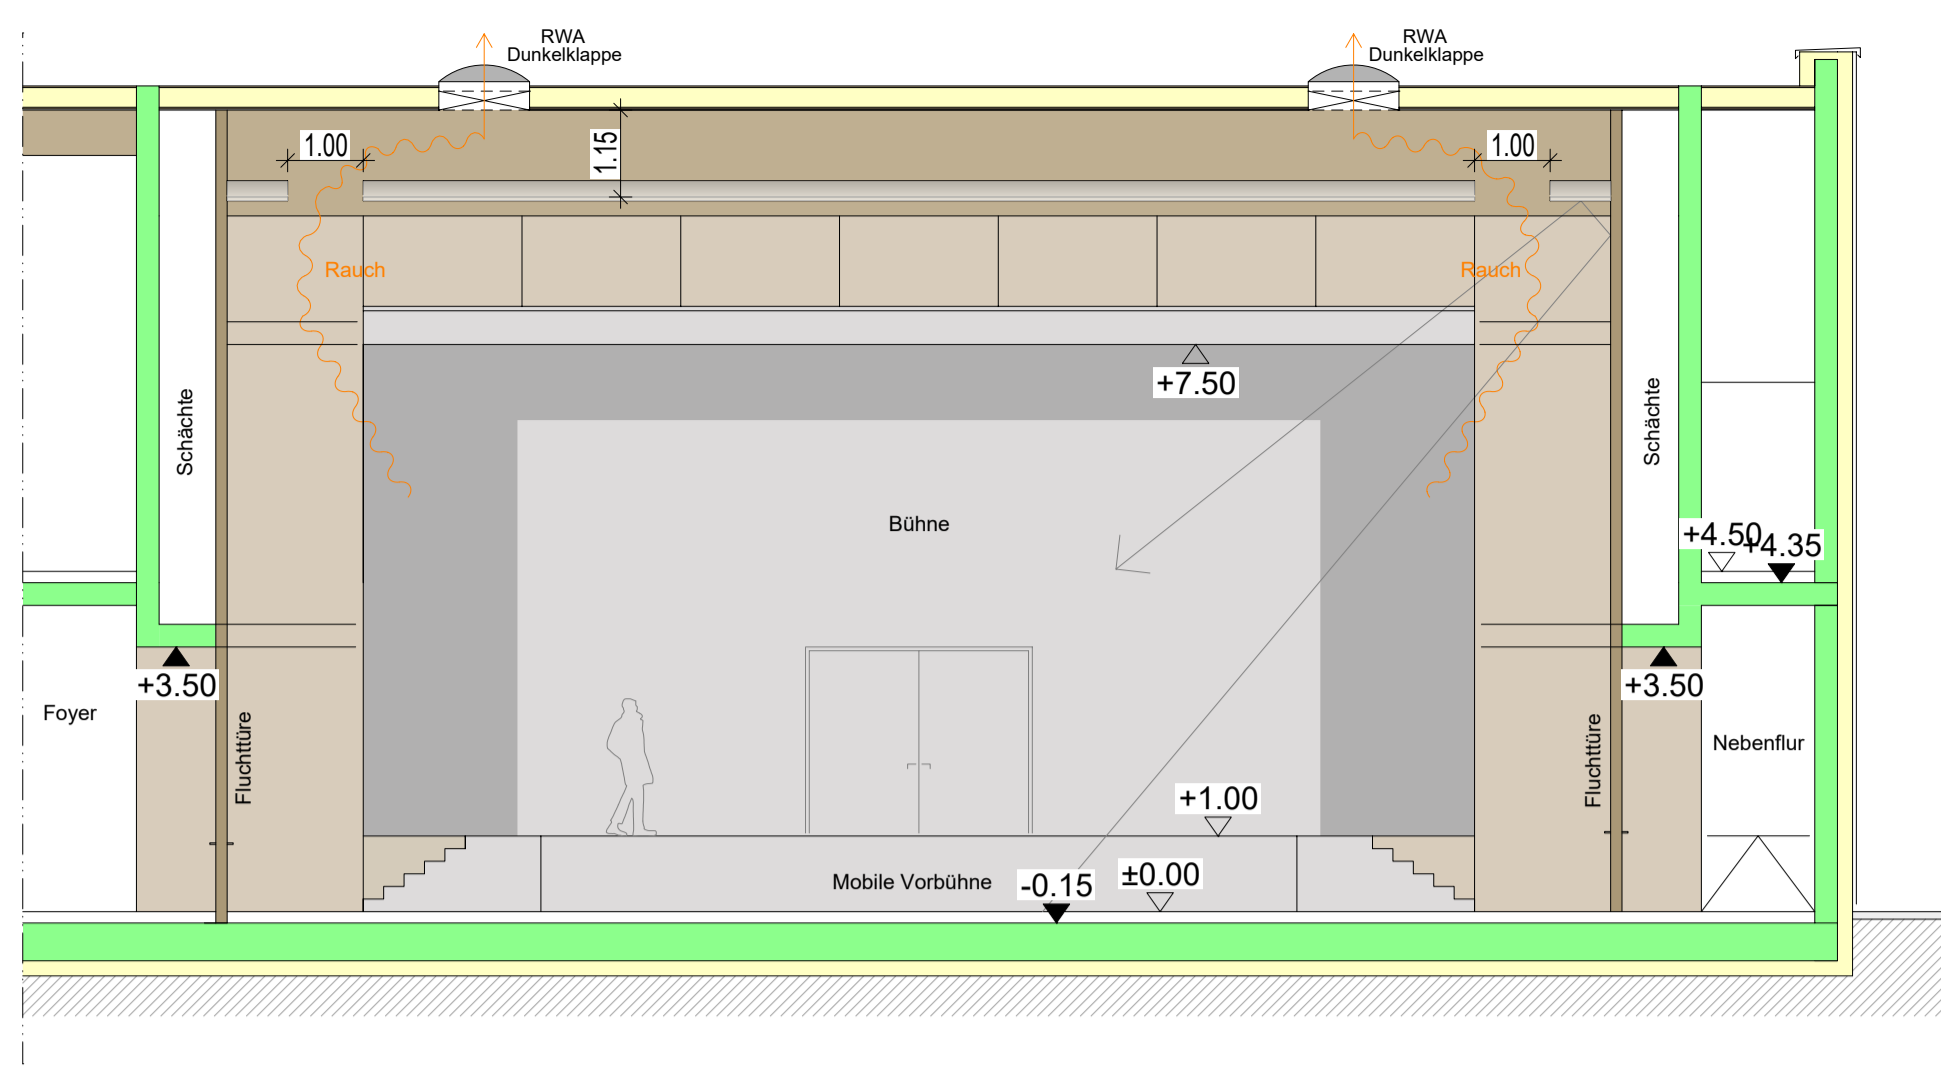 RWA
Dunkelklappe
RWA
Dunkelklappe
1.00
1.15
1.00
Rauch
Rauch
+7.50
Schächte
Schächte
Bühne
+4.50
+4.35
+3.50
+3.50
Foyer
Fluchttüre
Fluchttüre
Nebenflur
+1.00
Mobile Vorbühne
-0.15
±0.00